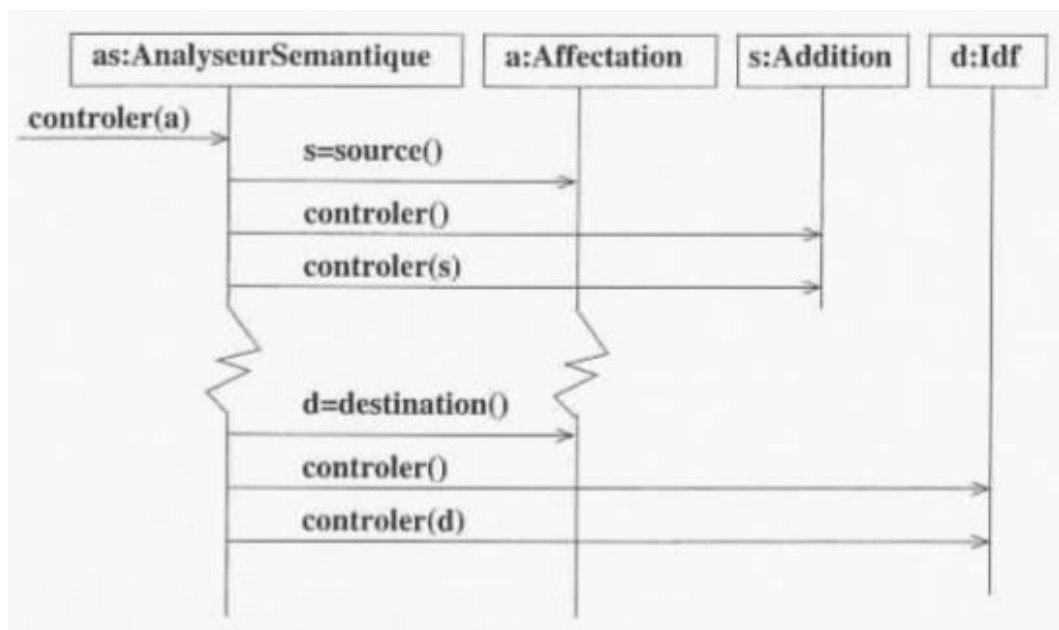 as:AnalyseurSemantique a:Affectation s:Addition d:Idf
controler(a)
s=source()
controler()
controler(s)
d=destination()
controler()
controler(d)